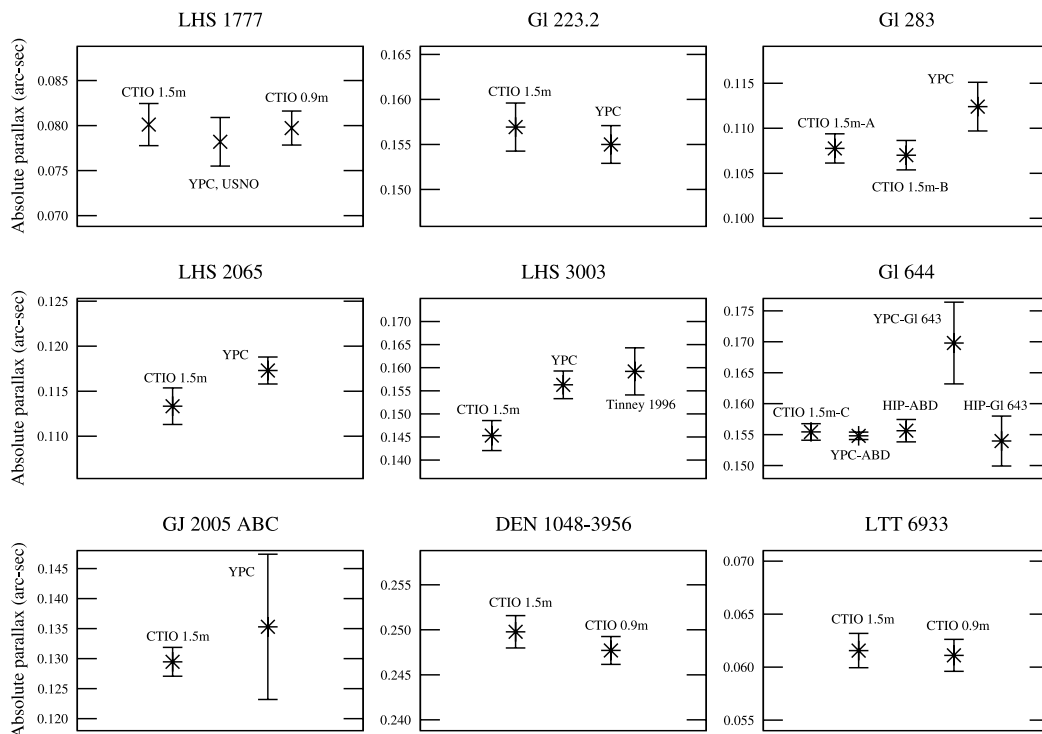 LHS 1777
Gl 223.2
Gl 283
Absolute parallax (arc-sec)
0.085
0.080
0.075
0.070
CTIO 1.5m
CTIO 0.9m
YPC, USNO
0.165
0.160
0.155
0.150
CTIO 1.5m
YPC
0.115
0.110
0.105
0.100
YPC
CTIO 1.5m-A
CTIO 1.5m-B
LHS 2065
LHS 3003
Gl 644
Absolute parallax (arc-sec)
0.125
0.120
0.115
0.110
YPC
CTIO 1.5m
0.170
0.165
0.160
0.155
0.150
0.145
0.140
YPC
Tinney 1996
CTIO 1.5m
0.175
0.170
0.165
0.160
0.155
0.150
YPC-Gl 643
CTIO 1.5m-C
HIP-ABD
HIP-Gl 643
YPC-ABD
GJ 2005 ABC
DEN 1048-3956
LTT 6933
Absolute parallax (arc-sec)
0.145
0.140
0.135
0.130
0.125
0.120
YPC
CTIO 1.5m
0.255
0.250
0.248
0.240
CTIO 1.5m
CTIO 0.9m
0.070
0.065
0.060
0.055
CTIO 1.5m
CTIO 0.9m